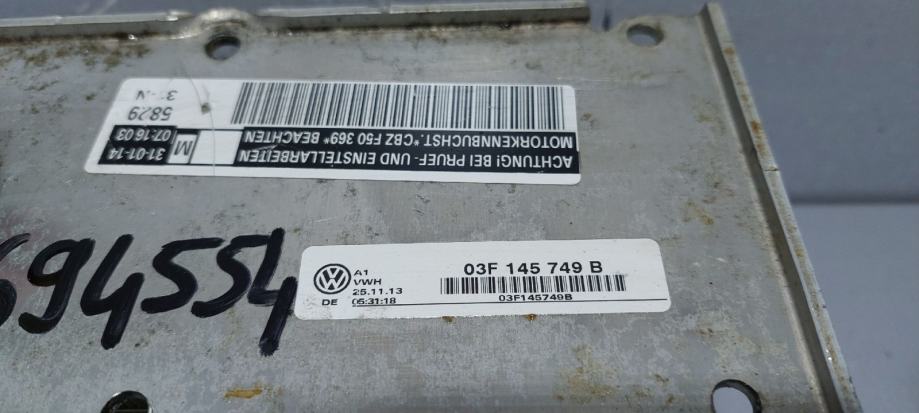 ACHTUNG! BEI PRUEF- UND EINSTELLARBEITEN
MOTORKENNBUCHST.*CBZ F50 369* BEACHTEN
M
31-01-14
07.16 03
5829
31-N
694554
A1
VWH
25.11.13
DE 05:31:18
03F 145 749 B
03F145749B